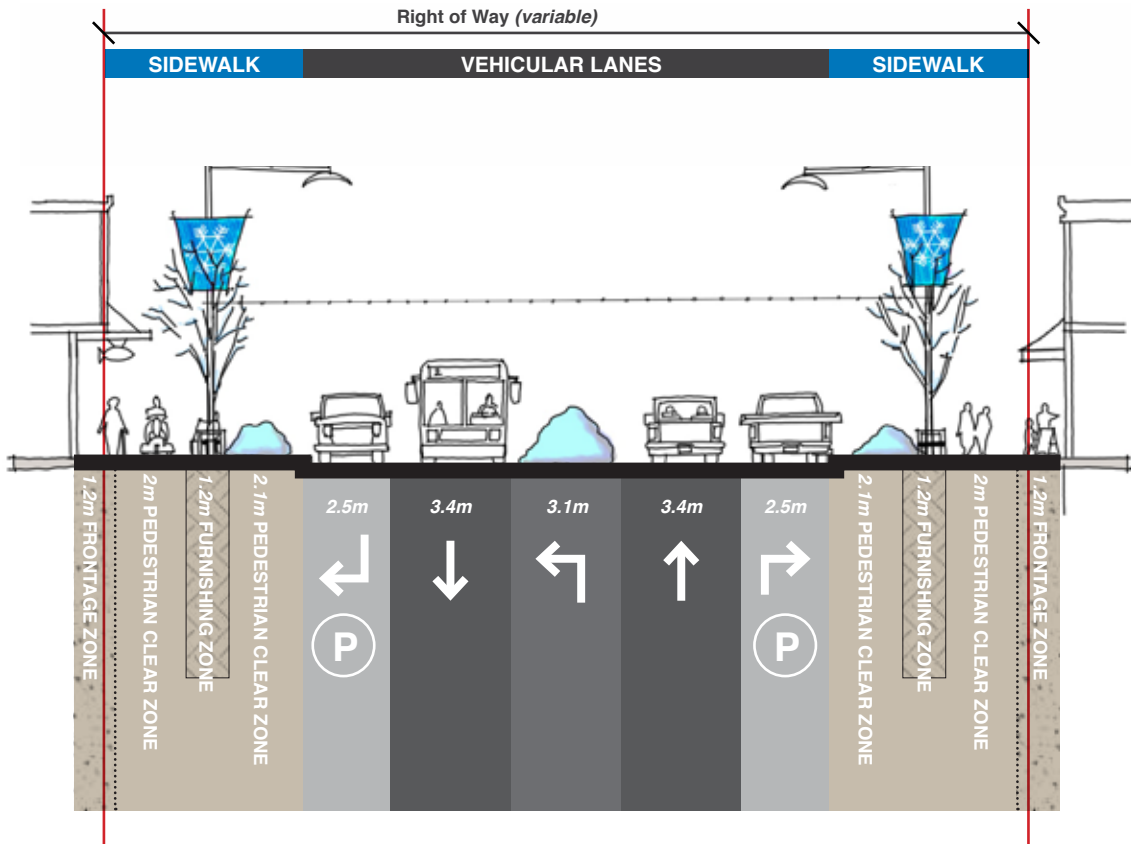 Right of Way (variable)
SIDEWALK
VEHICULAR LANES
SIDEWALK
1.2m FRONTAGE ZONE
2m PEDESTRIAN CLEAR ZONE
1.2m FURNISHING ZONE
2.1m PEDESTRIAN CLEAR ZONE
2.5m
P
3.4m
3.1m
3.4m
2.5m
P
2.1m PEDESTRIAN CLEAR ZONE
1.2m FURNISHING ZONE
2m PEDESTRIAN CLEAR ZONE
1.2m FRONTAGE ZONE